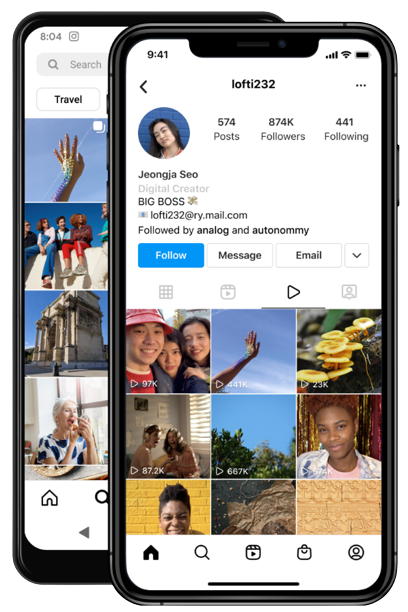 8:04
Search
Travel
9:41
lofti232
574
Posts
874K
Followers
441
Following
Jeongja Seo
Digital Creator
BIG BOSS
lofti232@ry.mail.com
Followed by analog and autonommy
Follow
Message
Email
97K
441K
23K
87.2K
667K